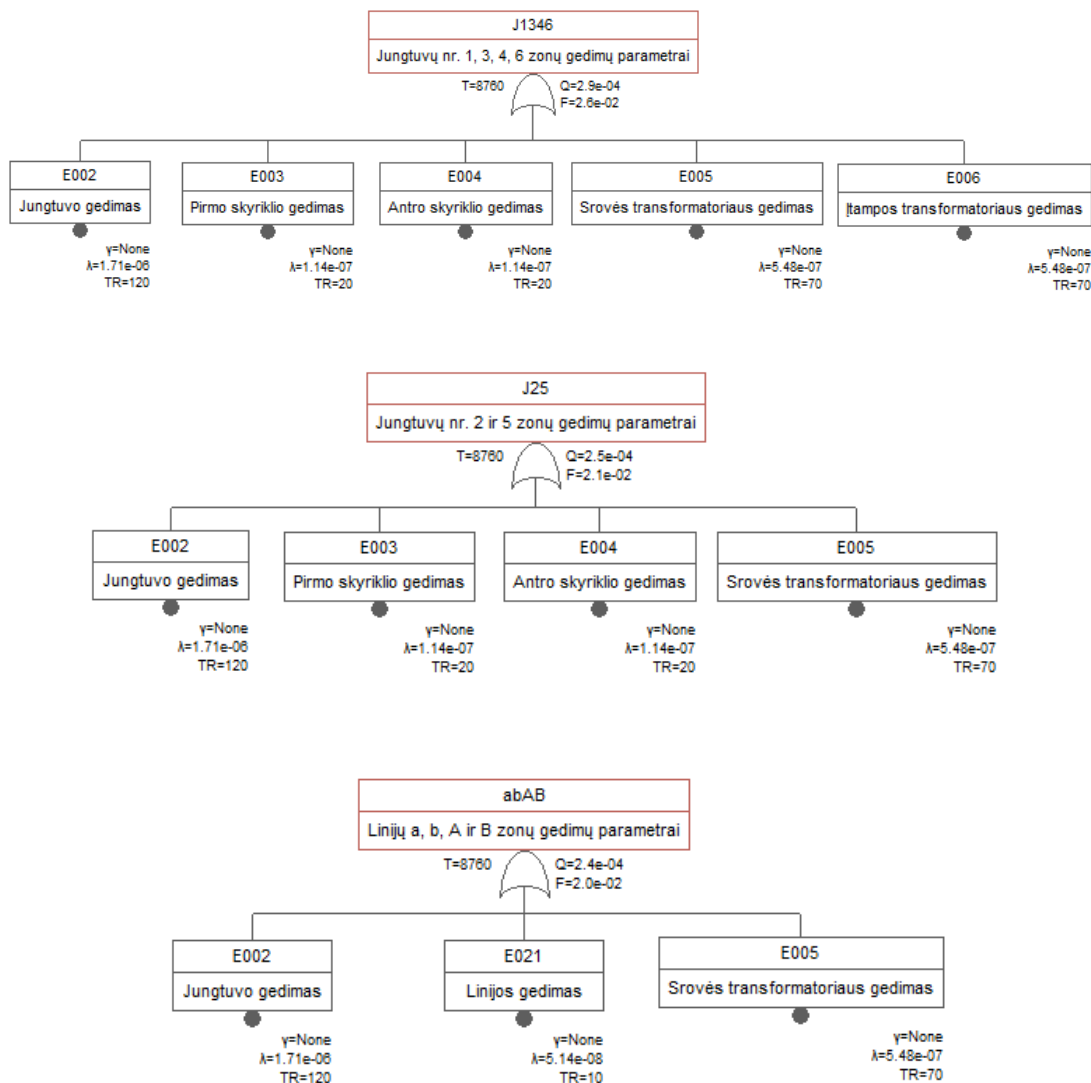 J1346
Jungtuvų nr. 1, 3, 4, 6 zonų gedimų parametrai
T=8760 Q=2.9e-04
F=2.6e-02
E002 E003 E004 E005 E006
Jungtuvo gedimas Pirmo skyriklio gedimas Antro skyriklio gedimas Srovės transformatoriaus gedimas Įtampos transformatoriaus gedimas
γ=None γ=None γ=None γ=None γ=None
λ=1.71e-06 λ=1.14e-07 λ=1.14e-07 λ=5.48e-07 λ=5.48e-07
TR=120 TR=20 TR=20 TR=70 TR=70
J25
Jungtuvų nr. 2 ir 5 zonų gedimų parametrai
T=8760 Q=2.5e-04
F=2.1e-02
E002 E003 E004 E005
Jungtuvo gedimas Pirmo skyriklio gedimas Antro skyriklio gedimas Srovės transformatoriaus gedimas
γ=None γ=None γ=None γ=None
λ=1.71e-06 λ=1.14e-07 λ=1.14e-07 λ=5.48e-07
TR=120 TR=20 TR=20 TR=70
abAB
Linijų a, b, A ir B zonų gedimų parametrai
T=8760 Q=2.4e-04
F=2.0e-02
E002 E021 E005
Jungtuvo gedimas Linijos gedimas Srovės transformatoriaus gedimas
γ=None γ=None γ=None
λ=1.71e-06 λ=5.14e-08 λ=5.48e-07
TR=120 TR=10 TR=70